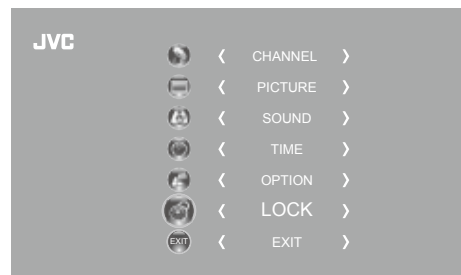 JVC
CHANNEL
PICTURE
SOUND
TIME
OPTION
LOCK
EXIT EXIT